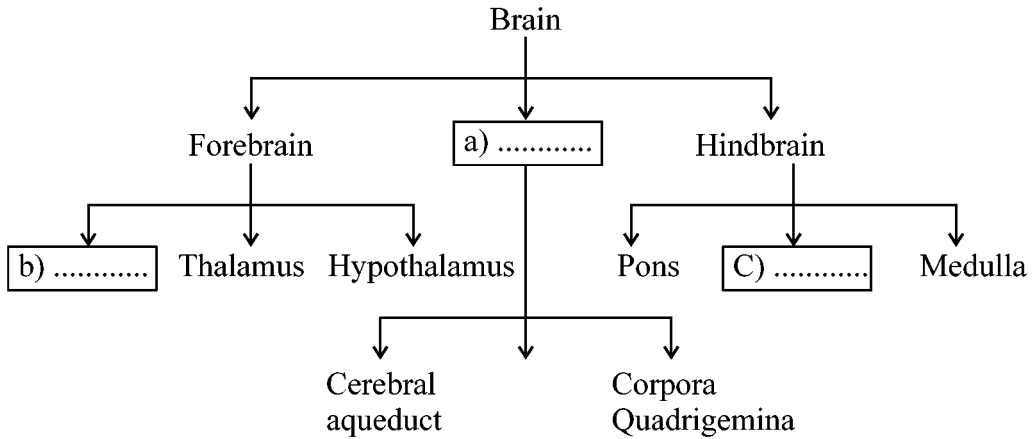 Brain
Forebrain
a) ............
Hindbrain
b) ............
Thalamus
Hypothalamus
Pons
C) ............
Medulla
Cerebral
aqueduct
Corpora
Quadrigemina